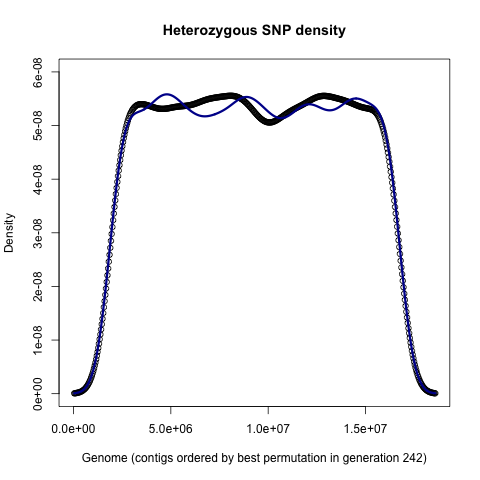 Heterozygous SNP density
6e-08
5e-08
4e-08
3e-08
2e-08
1e-08
0e+00
Density
0.0e+00 5.0e+06 1.0e+07 1.5e+07
Genome (contigs ordered by best permutation in generation 242)